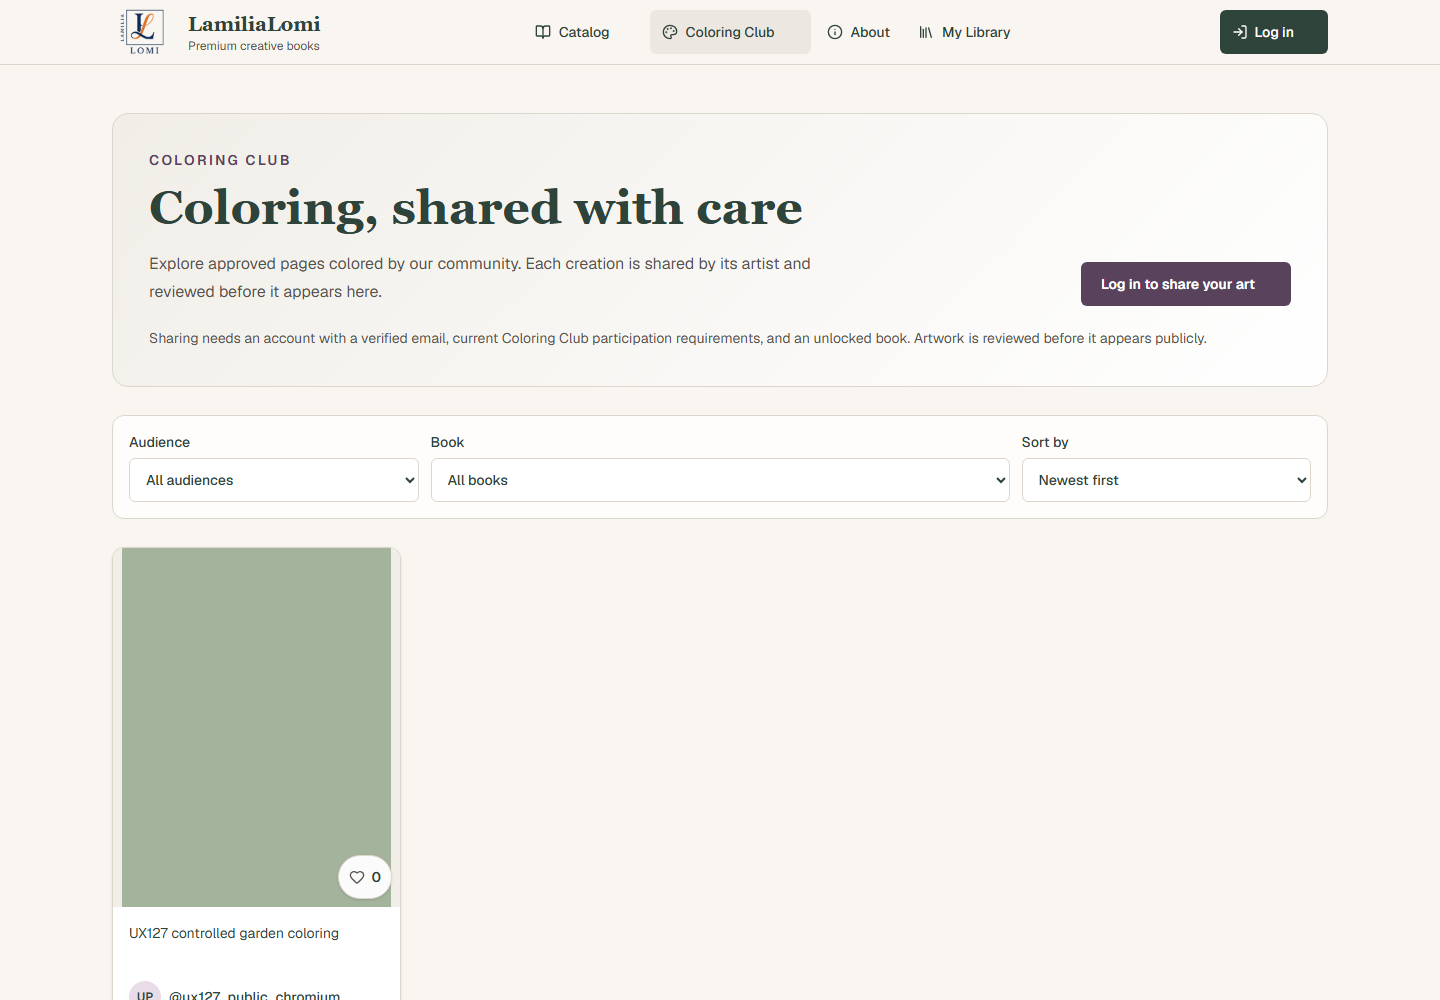 LAMILIA
LOMI
LamiliaLomi
Premium creative books
Catalog
Coloring Club
About
My Library
Log in
COLORING CLUB
Coloring, shared with care
Explore approved pages colored by our community. Each creation is shared by its artist and
reviewed before it appears here.
Log in to share your art
Sharing needs an account with a verified email, current Coloring Club participation requirements, and an unlocked book. Artwork is reviewed before it appears publicly.
Audience
Book
Sort by
All audiences
All books
Newest first
0
UX127 controlled garden coloring
UP
@ux127_public_chromium